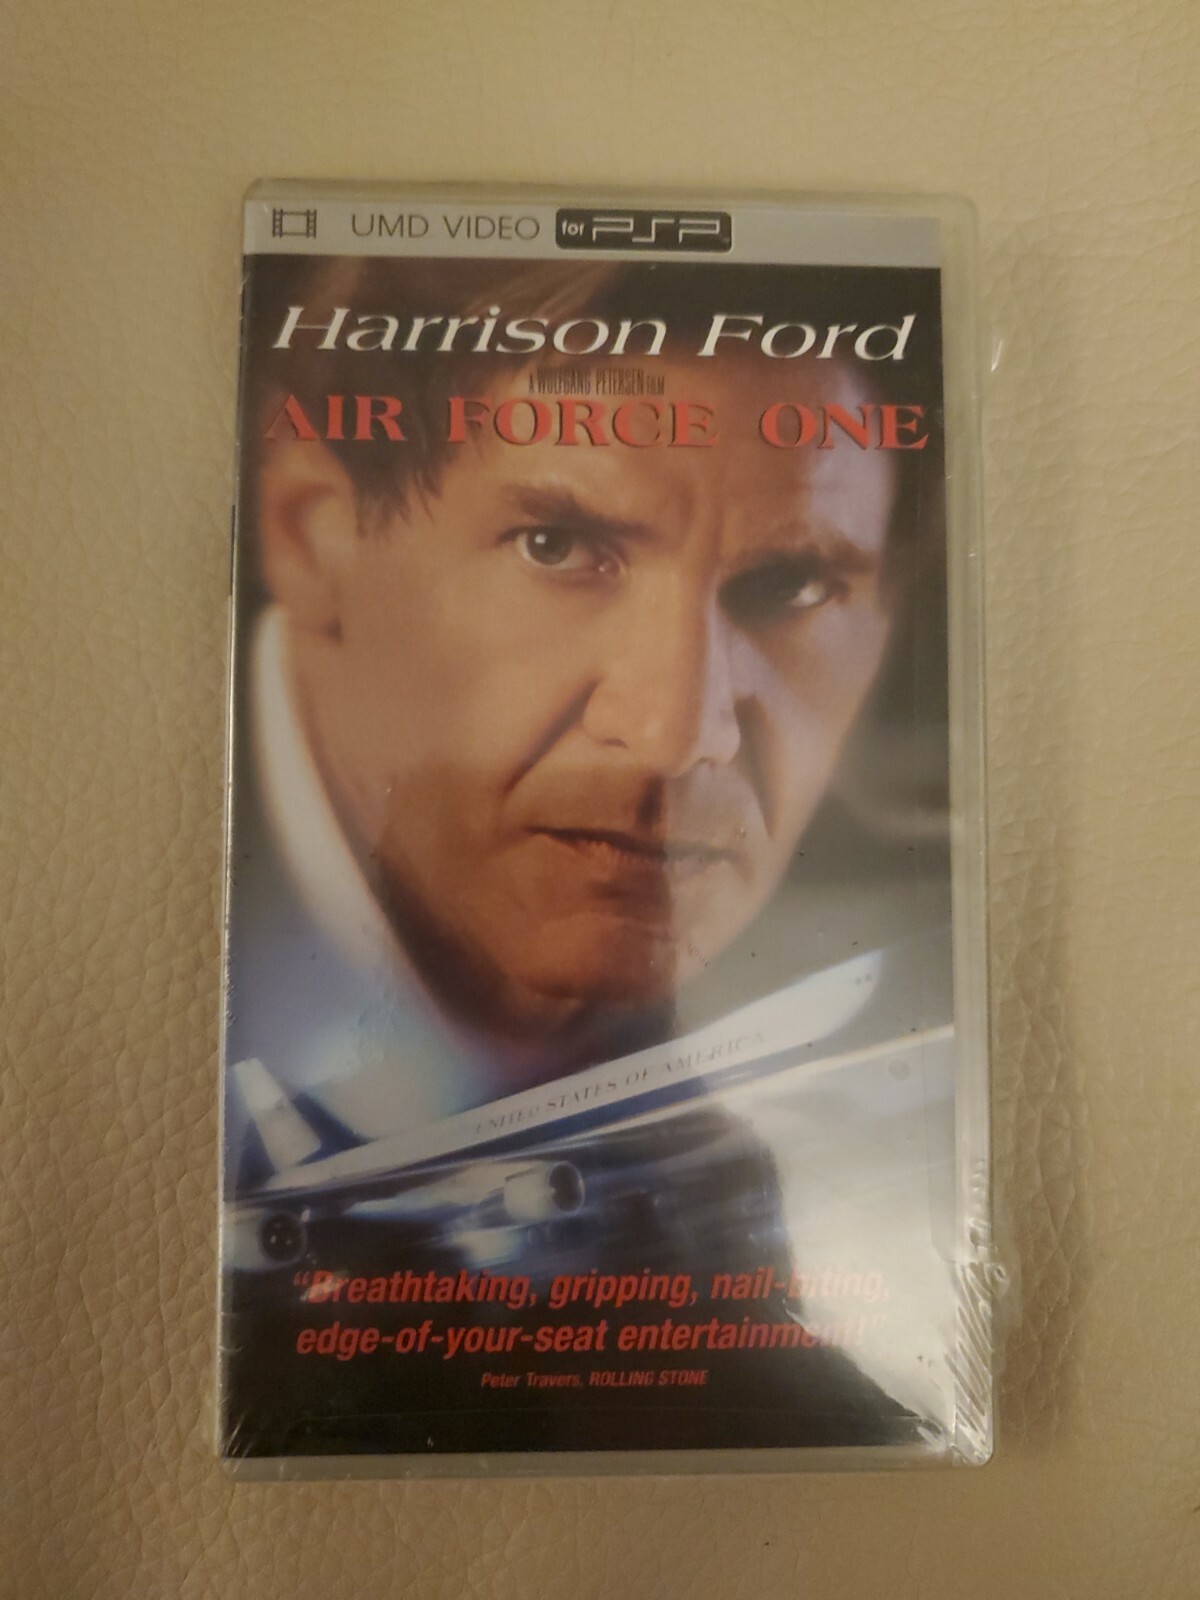 UMD VIDEO for PSP
Harrison Ford
A WOLFGANG PETERSEN FILM
AIR FORCE ONE
UNITED STATES OF AMERICA
"Breathtaking, gripping, nail-biting,
edge-of-your-seat entertainment!"
Peter Travers, ROLLING STONE